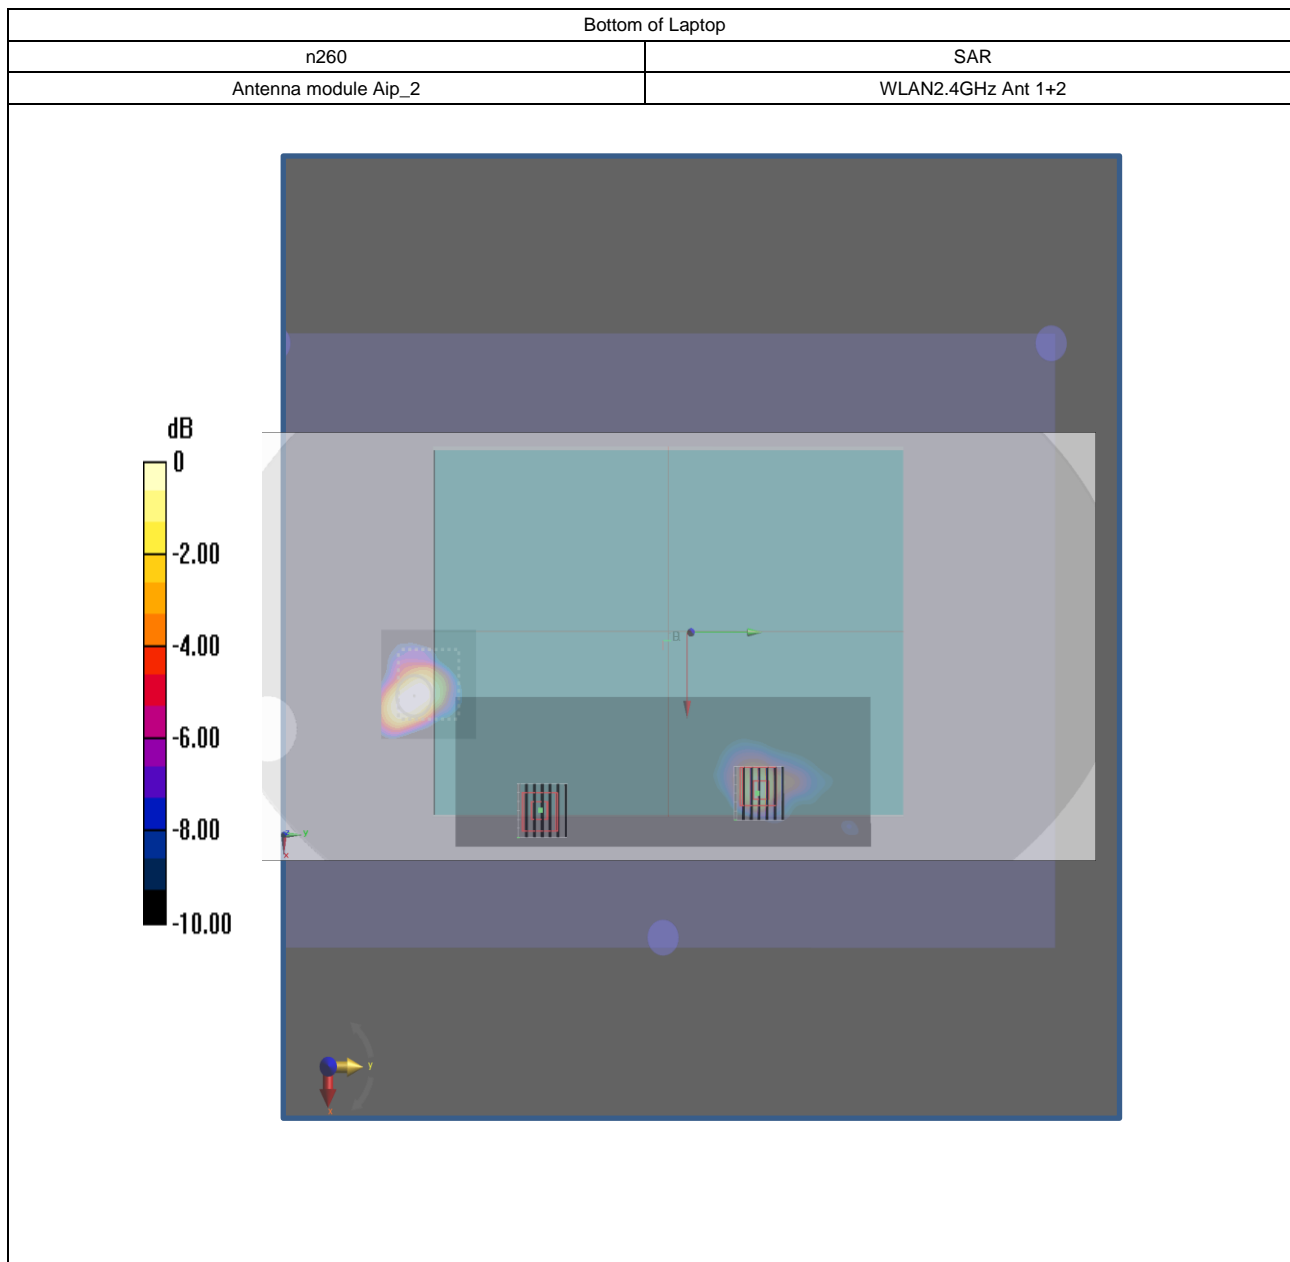 Bottom of Laptop
n260 SAR
Antenna module Aip_2 WLAN2.4GHz Ant 1+2
dB
0
-2.00
-4.00
-6.00
-8.00
-10.00
B
y
x
y
x